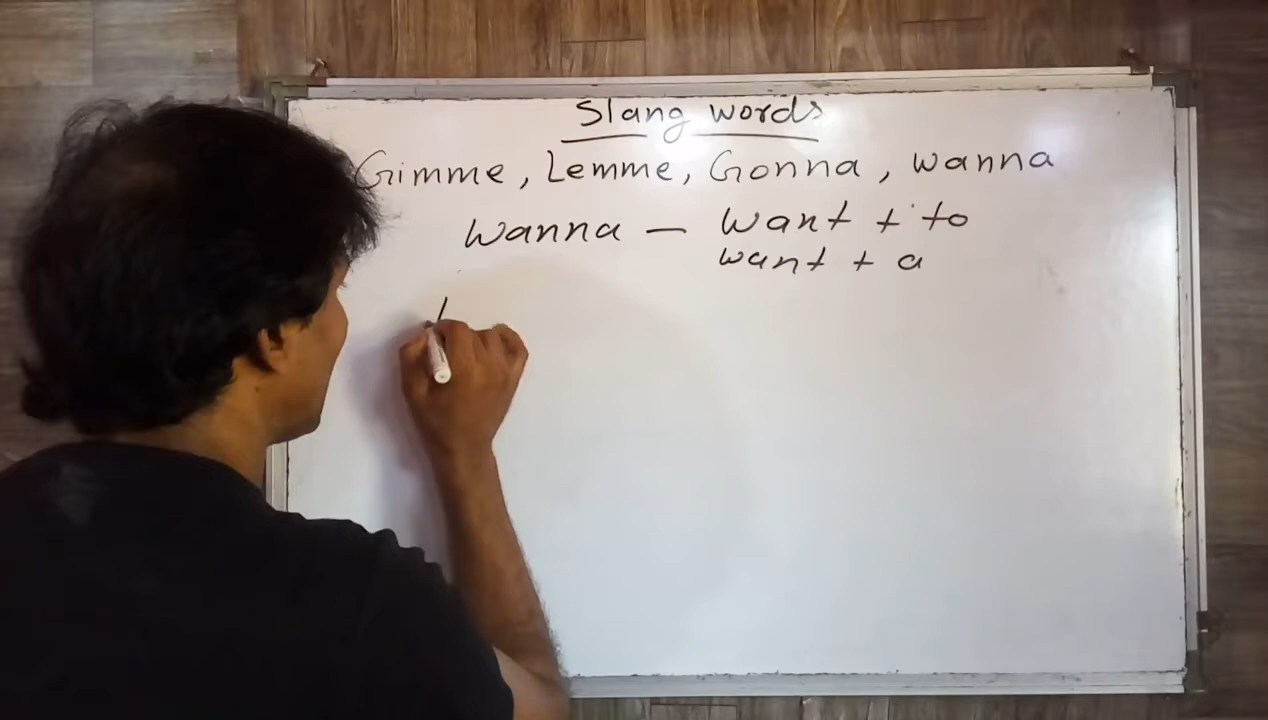 Slang words
Gimme, Lemme, Gonna, wanna
Wanna — Want + to
want + a